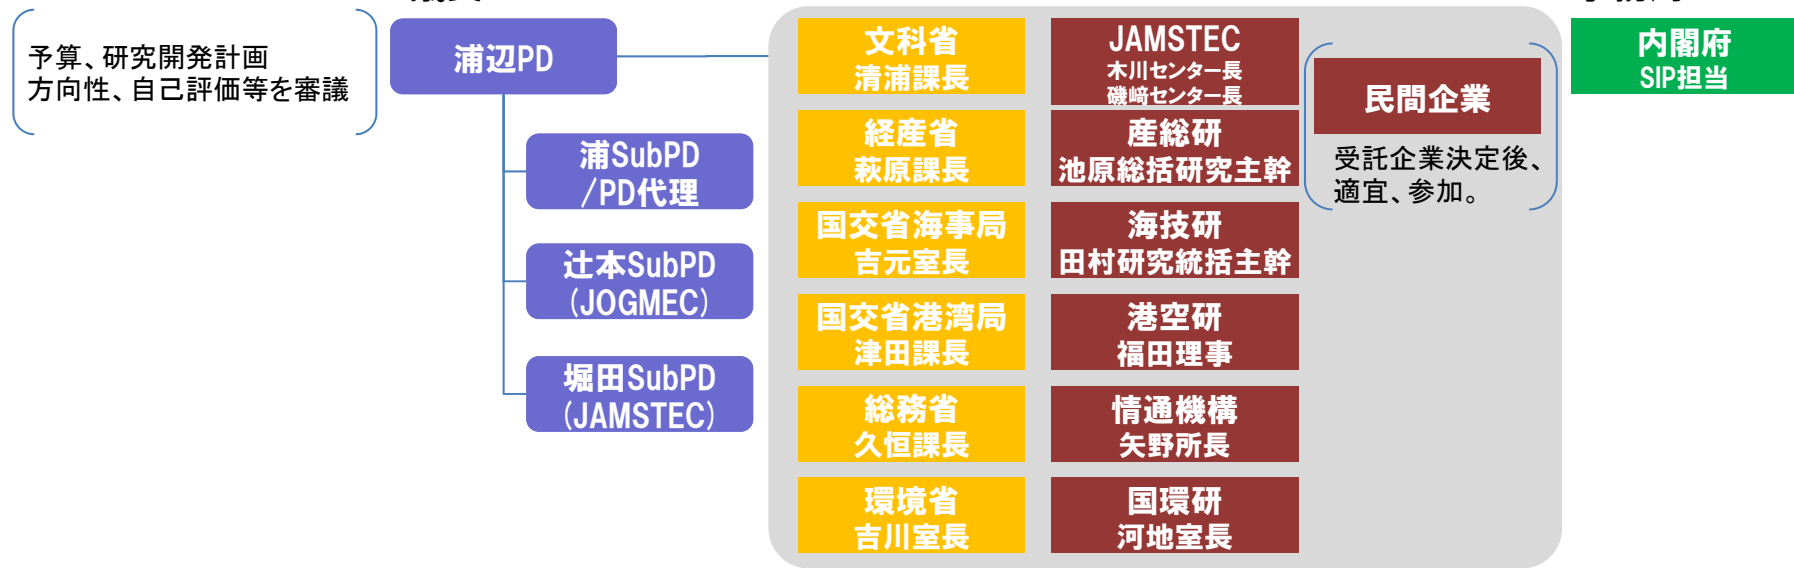 予算、研究開発計画
方向性、自己評価等を審議
浦辺PD
浦SubPD
/PD代理
辻本SubPD
(JOGMEC)
堀田SubPD
(JAMSTEC)
文科省
清浦課長
経産省
萩原課長
国交省海事局
吉元室長
国交省港湾局
津田課長
総務省
久恒課長
環境省
吉川室長
JAMSTEC
木川センター長
磯﨑センター長
産総研
池原総括研究主幹
海技研
田村研究統括主幹
港空研
福田理事
情通機構
矢野所長
国環研
河地室長
民間企業
受託企業決定後、
適宜、参加。
内閣府
SIP担当